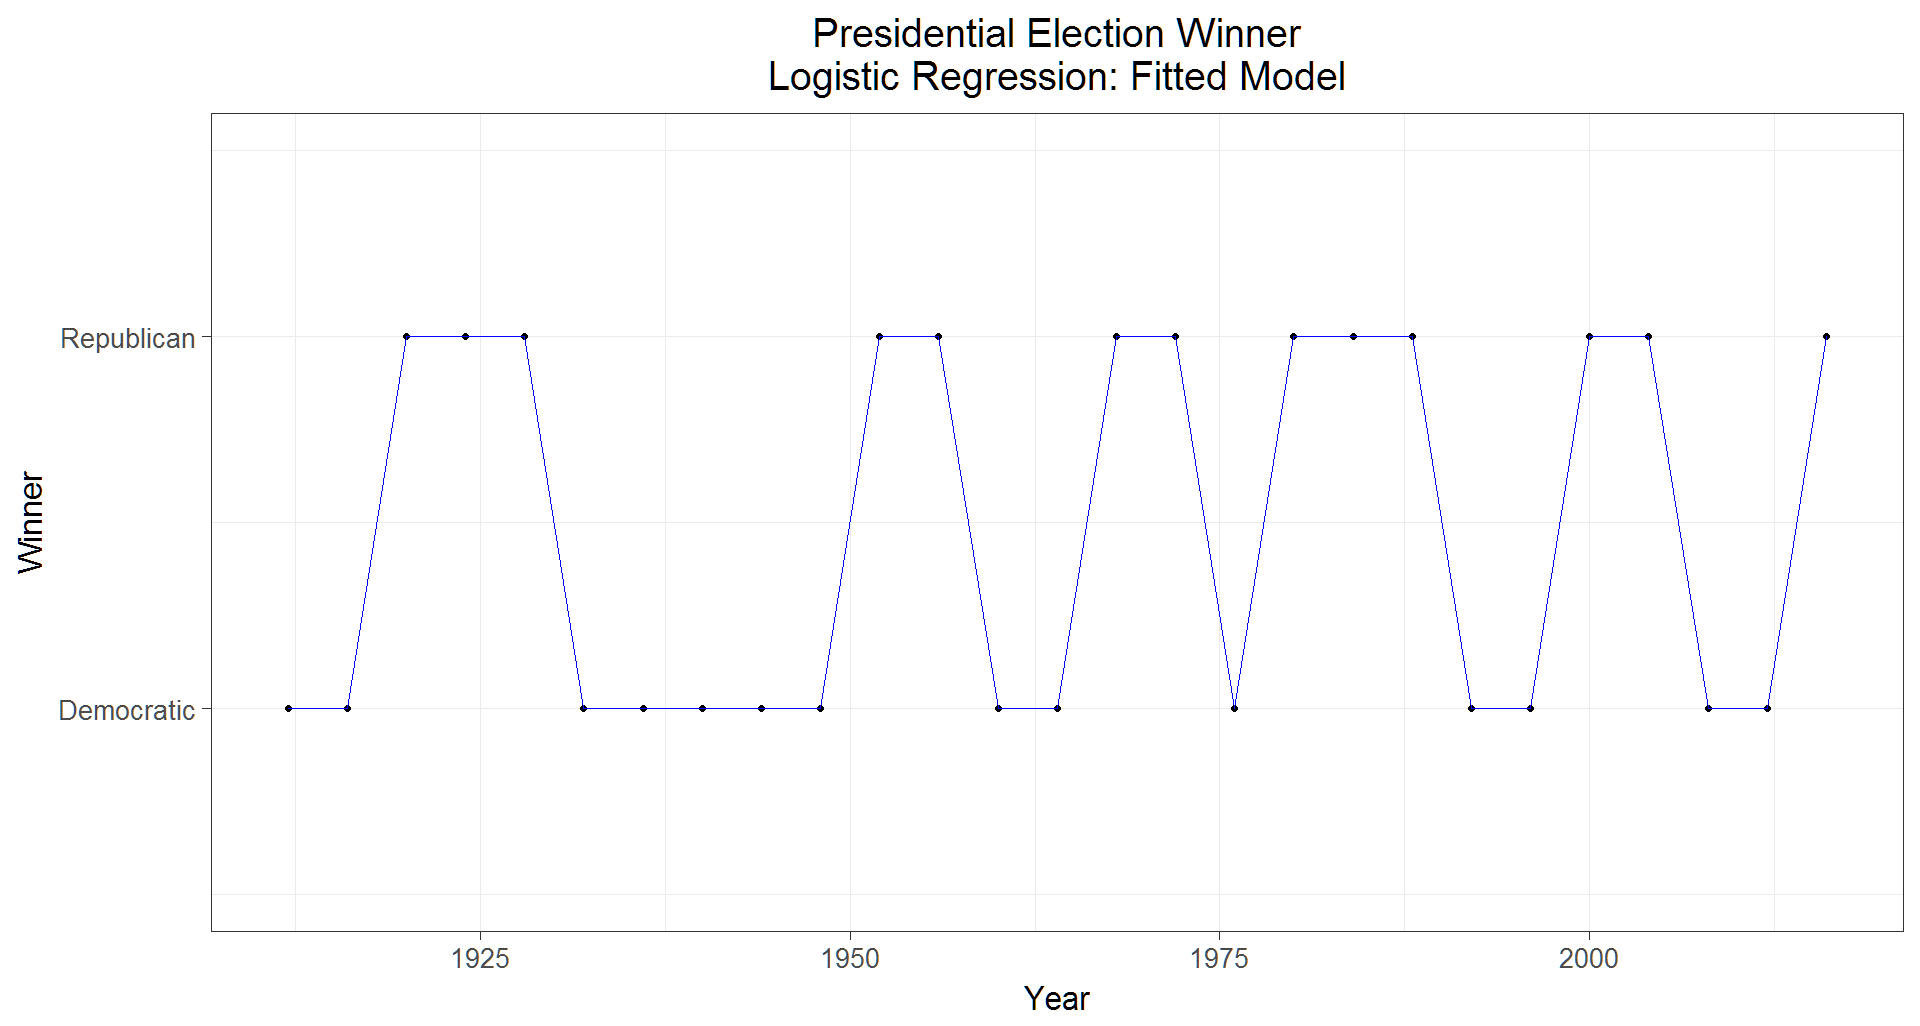 Presidential Election Winner
Logistic Regression: Fitted Model
Winner
Republican
Democratic
1925 1950 1975 2000
Year